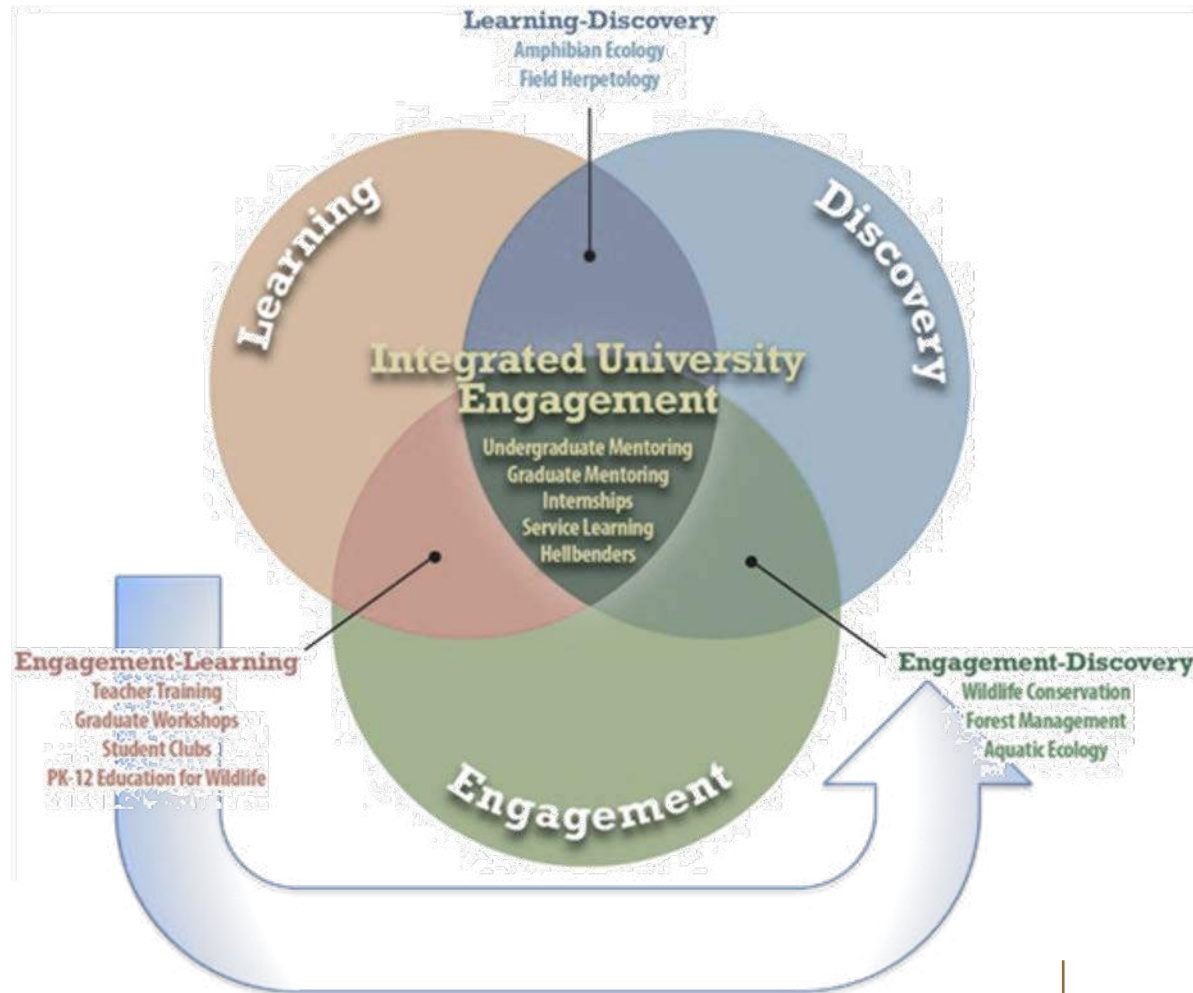 Learning-Discovery
Amphibian Ecology
Field Herpetology
Learning
Discovery
Integrated University
Engagement
Undergraduate Mentoring
Graduate Mentoring
Internships
Service Learning
Hellbenders
Engagement-Learning
Teacher Training
Graduate Workshops
Student Clubs
PK-12 Education for Wildlife
Engagement-Discovery
Wildlife Conservation
Forest Management
Aquatic Ecology
Engagement